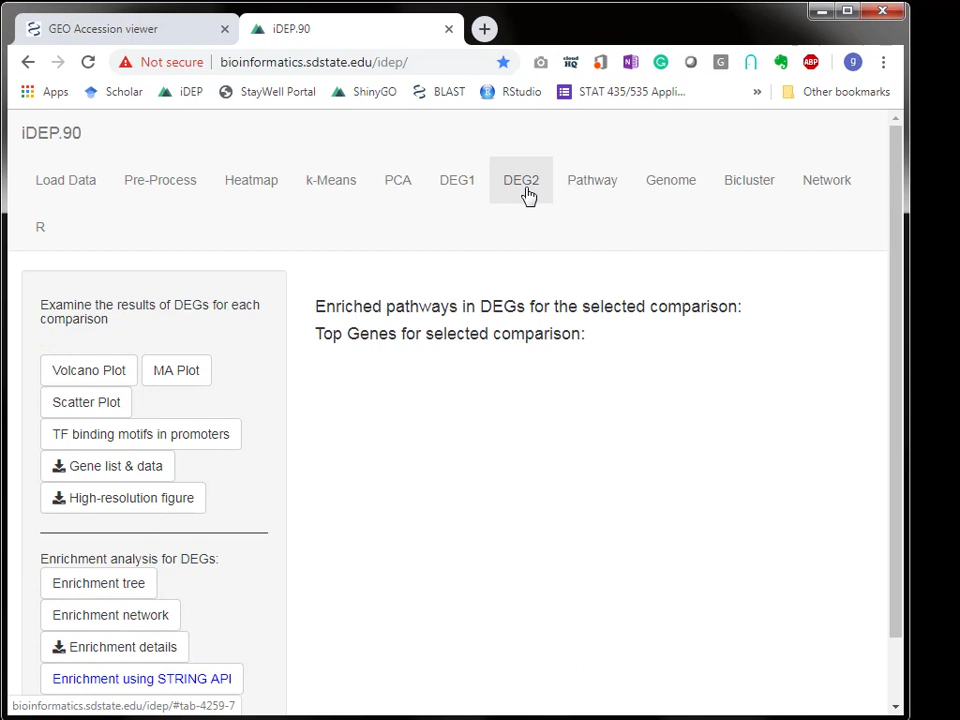 GEO Accession viewer
iDEP.90
Not secure
bioinformatics.sdstate.edu/idep/
Apps
Scholar
iDEP
StayWell Portal
ShinyGO
BLAST
RStudio
STAT 435/535 Appli...
»
Other bookmarks
iDEP.90
Load Data
Pre-Process
Heatmap
k-Means
PCA
DEG1
DEG2
Pathway
Genome
Bicluster
Network
R
Examine the results of DEGs for each
comparison
Volcano Plot
MA Plot
Scatter Plot
TF binding motifs in promoters
Gene list & data
High-resolution figure
Enrichment analysis for DEGs:
Enrichment tree
Enrichment network
Enrichment details
Enrichment using STRING API
Enriched pathways in DEGs for the selected comparison:
Top Genes for selected comparison:
bioinformatics.sdstate.edu/idep/#tab-4259-7